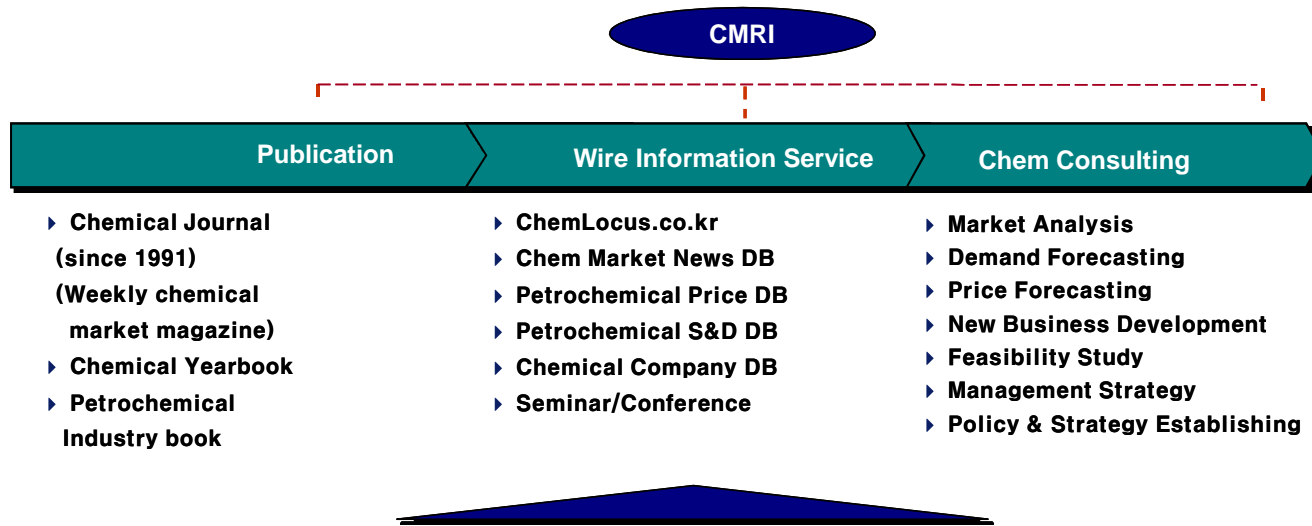 CMRI
Publication
Chemical Journal
(since 1991)
(Weekly chemical
market magazine)
Chemical Yearbook
Petrochemical
Industry book
Wire Information Service
ChemLocus.co.kr
Chem Market News DB
Petrochemical Price DB
Petrochemical S&D DB
Chemical Company DB
Seminar/Conference
Chem Consulting
Market Analysis
Demand Forecasting
Price Forecasting
New Business Development
Feasibility Study
Management Strategy
Policy & Strategy Establishing